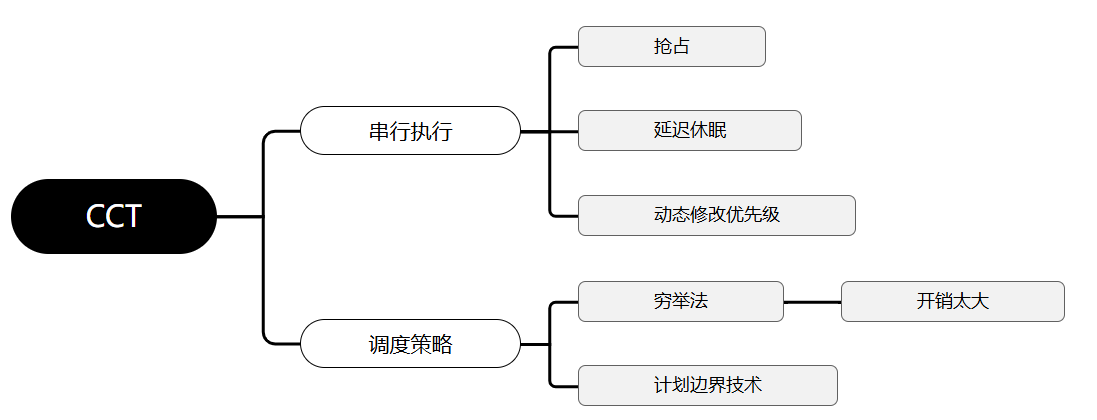 CCT
串行执行
抢占
延迟休眠
动态修改优先级
调度策略
穷举法
开销太大
计划边界技术